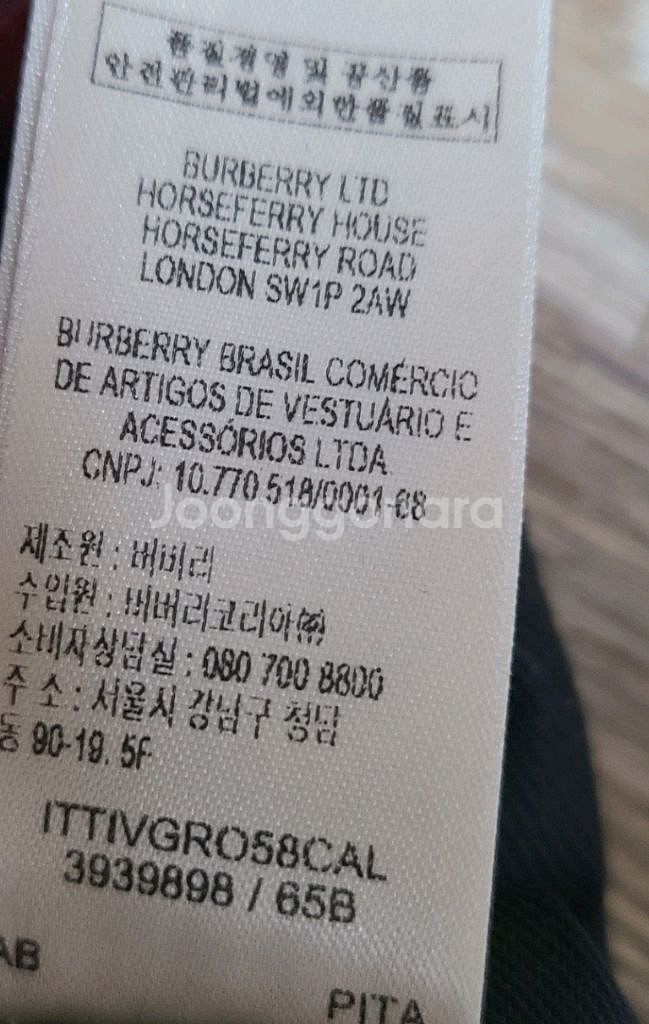 품질경영 및 공산품
안전관리법에의한품질표시
BURBERRY LTD
HORSEFERRY HOUSE
HORSEFERRY ROAD
LONDON SW1P 2AW
BURBERRY BRASIL COMÉRCIO
DE ARTIGOS DE VESTUÁRIO E
ACESSÓRIOS LTDA
CNPJ: 10.770.518/0001-68
Joonggonara
제조원 : 버버리
수입원 : 버버리코리아㈜
소비자상담실 : 080 700 8800
주 소 : 서울시 강남구 청담
동 90-19. 5F
ITTIVGRO58CAL
3939898 / 65B
AB
PITA